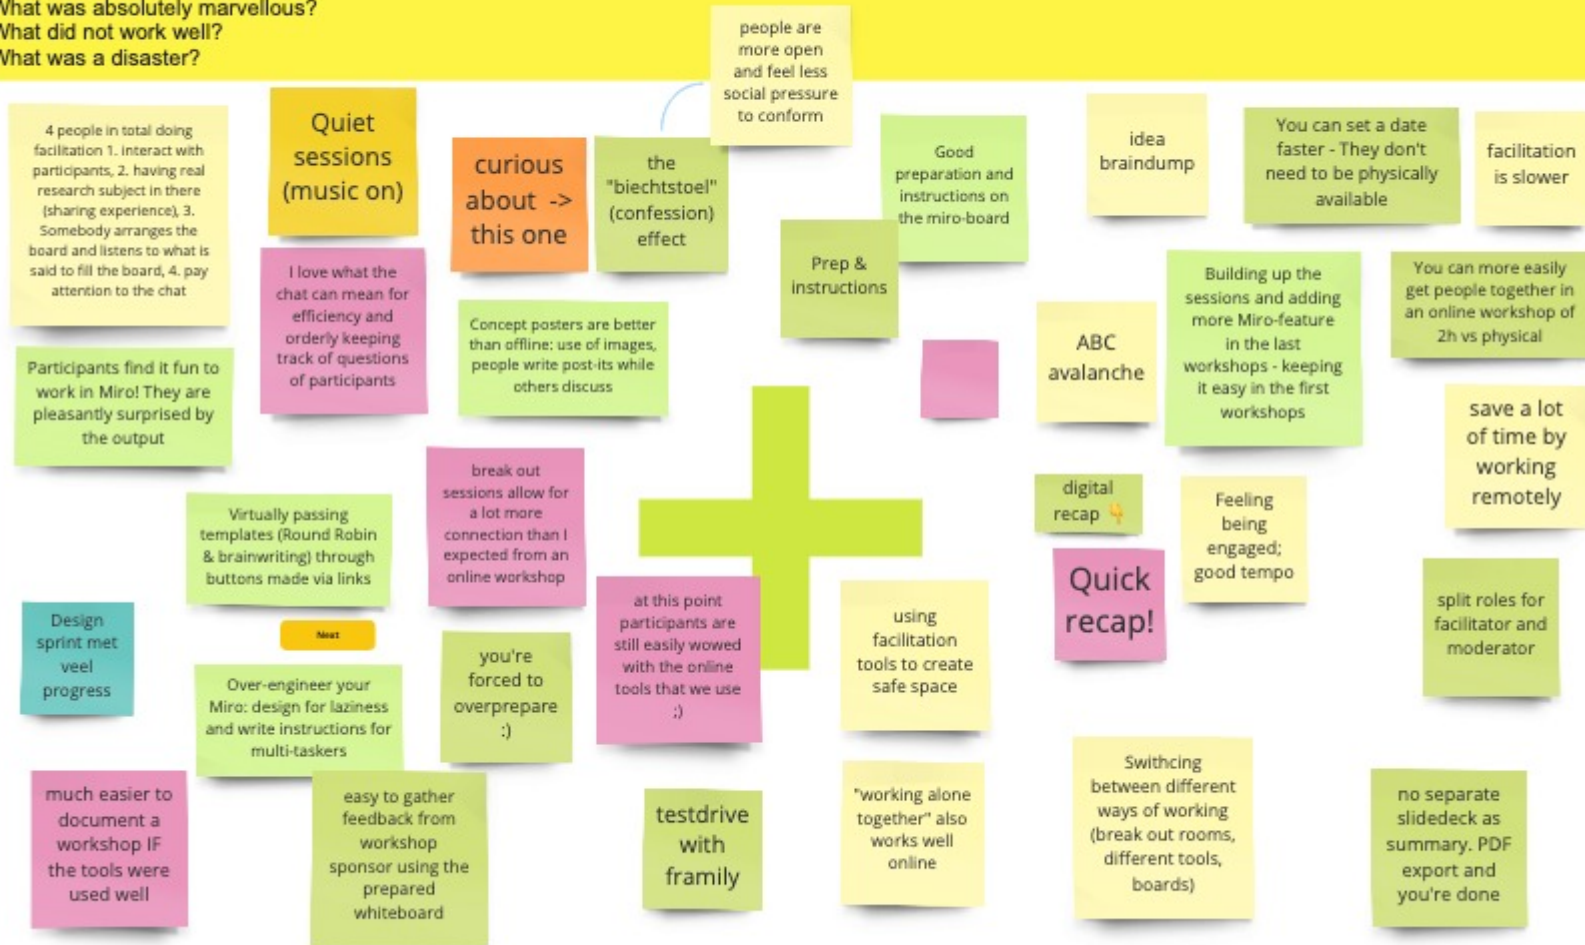 What was absolutely marvellous?
What did not work well?
What was a disaster?
people are
more open
and feel less
social pressure
to conform
4 people in total doing
facilitation 1. interact with
participants, 2. having real
research subject in there
(sharing experience), 3.
Somebody arranges the
board and listens to what is
said to fill the board, 4. pay
attention to the chat
Quiet
sessions
(music on)
curious
about ->
this one
the
"biechtstoel"
(confession)
effect
Good
preparation and
instructions on
the miro-board
idea
braindump
You can set a date
faster - They don't
need to be physically
available
facilitation
is slower
Prep &
instructions
I love what the
chat can mean for
efficiency and
orderly keeping
track of questions
of participants
Concept posters are better
than offline: use of images,
people write post-its while
others discuss
ABC
avalanche
Building up the
sessions and adding
more Miro-feature
in the last
workshops - keeping
it easy in the first
workshops
You can more easily
get people together in
an online workshop of
2h vs physical
Participants find it fun to
work in Miro! They are
pleasantly surprised by
the output
save a lot
of time by
working
remotely
break out
sessions allow for
a lot more
connection than I
expected from an
online workshop
Virtually passing
templates (Round Robin
& brainwriting) through
buttons made via links
digital
recap 👇
Feeling
being
engaged;
good tempo
Quick
recap!
Design
sprint met
veel
progress
Next
you're
forced to
overprepare
:)
at this point
participants are
still easily wowed
with the online
tools that we use
;)
using
facilitation
tools to create
safe space
split roles for
facilitator and
moderator
Over-engineer your
Miro: design for laziness
and write instructions for
multi-taskers
much easier to
document a
workshop IF
the tools were
used well
easy to gather
feedback from
workshop
sponsor using the
prepared
whiteboard
testdrive
with
framily
"working alone
together" also
works well
online
Swithcing
between different
ways of working
(break out rooms,
different tools,
boards)
no separate
slidedeck as
summary. PDF
export and
you're done